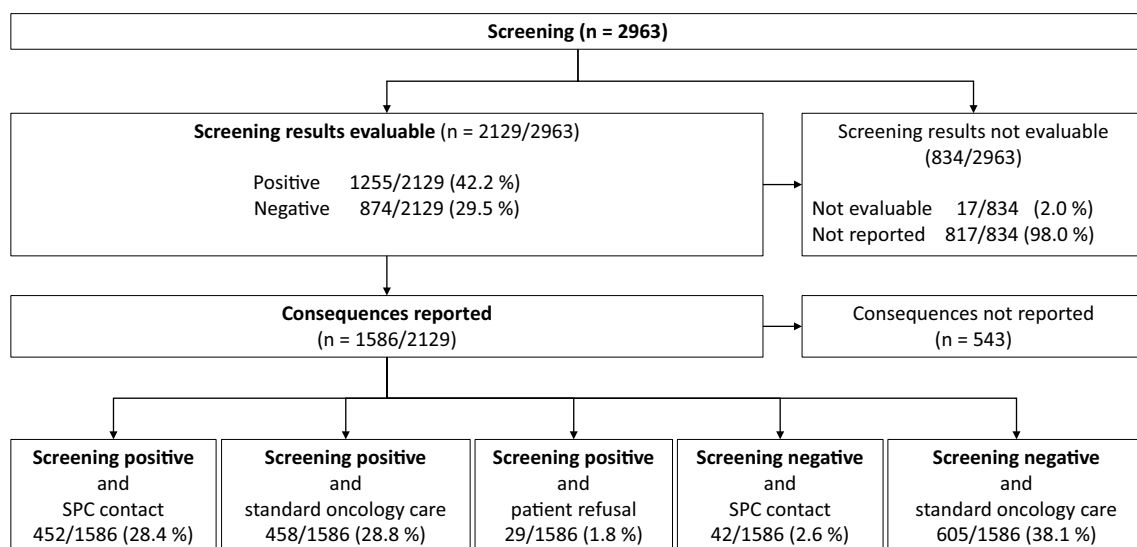 Screening (n = 2963)
Screening results evaluable (n = 2129/2963)
Positive 1255/2129 (42.2 %)
Negative 874/2129 (29.5 %)
Screening results not evaluable
(834/2963)
Not evaluable 17/834 (2.0 %)
Not reported 817/834 (98.0 %)
Consequences reported
(n = 1586/2129)
Consequences not reported
(n = 543)
Screening positive
and
SPC contact
452/1586 (28.4 %)
Screening positive
and
standard oncology care
458/1586 (28.8 %)
Screening positive
and
patient refusal
29/1586 (1.8 %)
Screening negative
and
SPC contact
42/1586 (2.6 %)
Screening negative
and
standard oncology care
605/1586 (38.1 %)